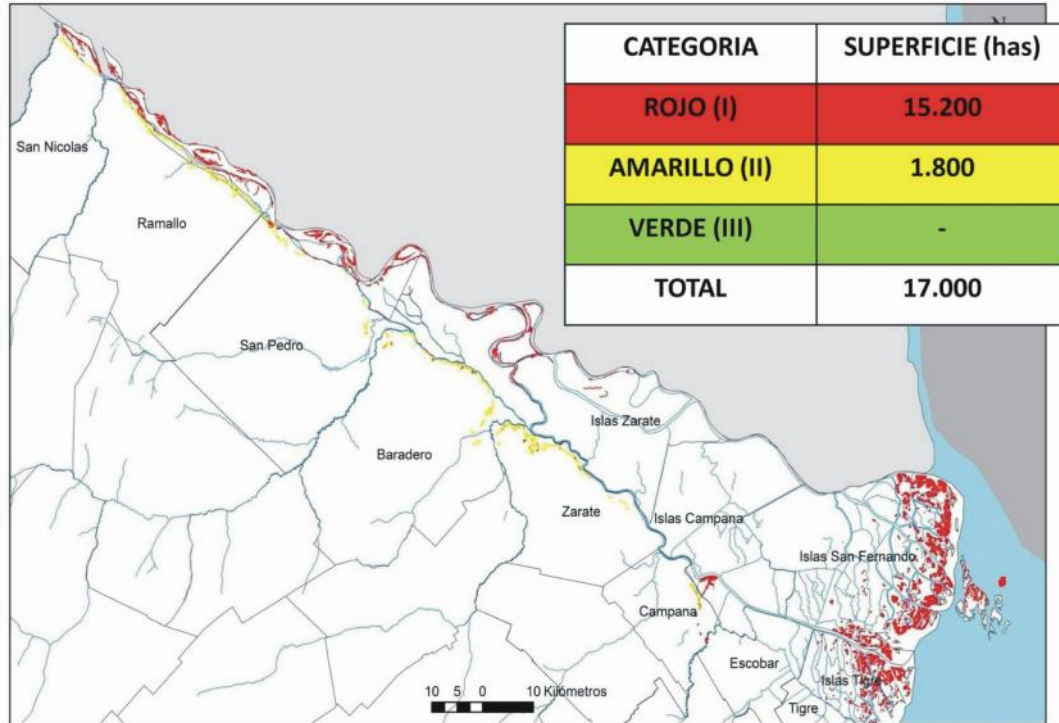 N
CATEGORIA SUPERFICIE (has)
ROJO (I) 15.200
AMARILLO (II) 1.800
VERDE (III) -
TOTAL 17.000
San Nicolas
Ramallo
San Pedro
Baradero
Islas Zarate
Zarate
Islas Campana
Islas San Fernando
Campana
Escobar
Islas Tigre
Tigre
10 5 0 10 Kilómetros